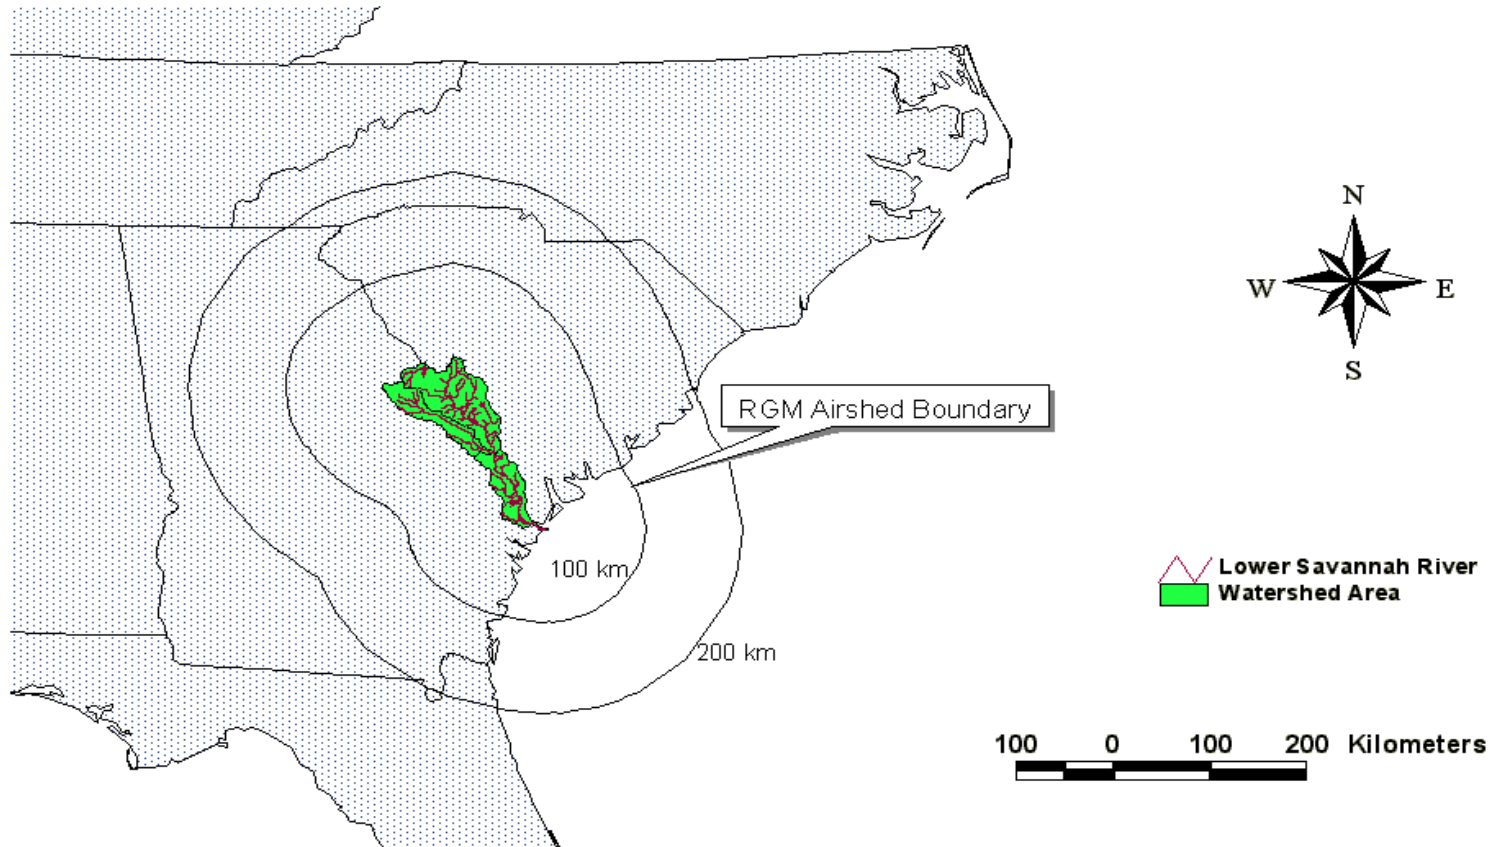 N
W E
S
RGM Airshed Boundary
100 km
200 km
Lower Savannah River
Watershed Area
100 0 100 200 Kilometers